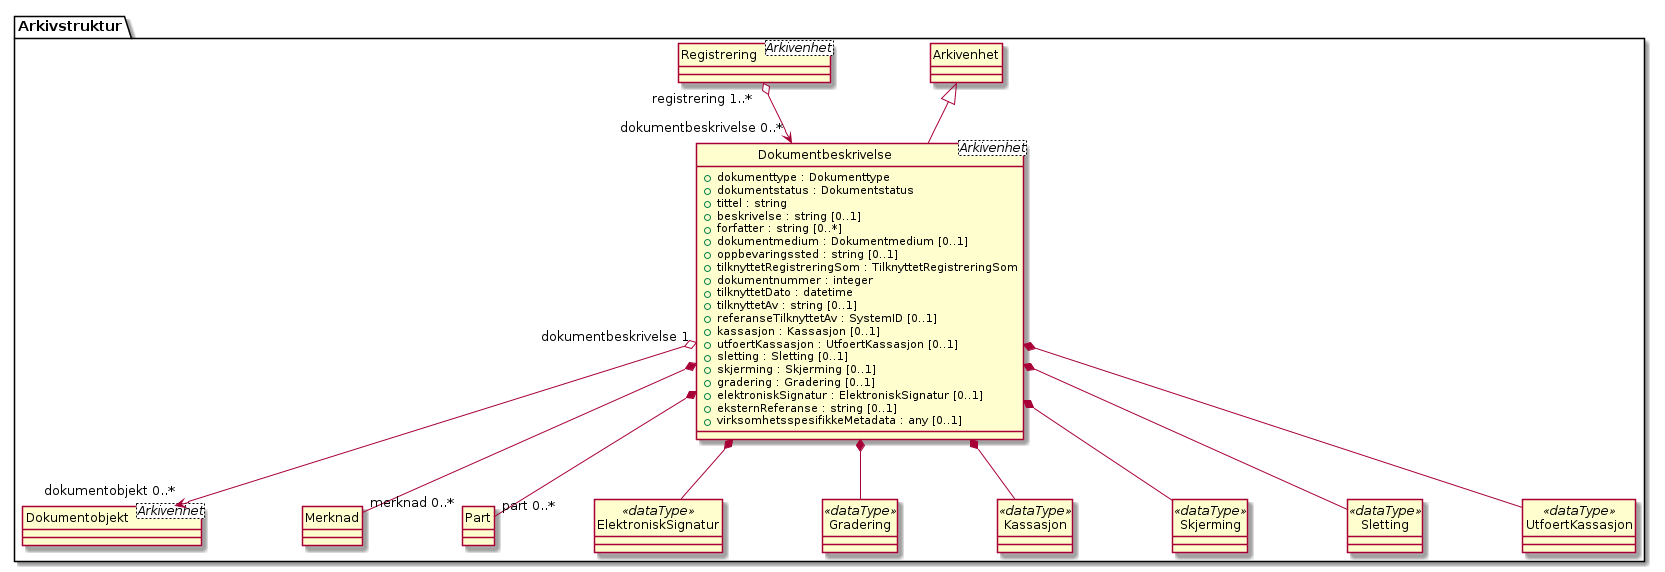 Arkivstruktur
Registrering
Arkivenhet
Arkivenhet
registrering 1..*
dokumentbeskrivelse 0..*
Dokumentbeskrivelse
Arkivenhet
dokumenttype : Dokumenttype
dokumentstatus : Dokumentstatus
tittel : string
beskrivelse : string [0..1]
forfatter : string [0..*]
dokumentmedium : Dokumentmedium [0..1]
oppbevaringssted : string [0..1]
tilknyttetRegistreringSom : TilknyttetRegistreringSom
dokumentnummer : integer
tilknyttetDato : datetime
tilknyttetAv : string [0..1]
referanseTilknyttetAv : SystemID [0..1]
kassasjon : Kassasjon [0..1]
utfoertKassasjon : UtfoertKassasjon [0..1]
sletting : Sletting [0..1]
skjerming : Skjerming [0..1]
gradering : Gradering [0..1]
elektroniskSignatur : ElektroniskSignatur [0..1]
eksternReferanse : string [0..1]
virksomhetsspesifikkeMetadata : any [0..1]
dokumentbeskrivelse 1
dokumentobjekt 0..*
merknad 0..*
part 0..*
Dokumentobjekt
Arkivenhet
Merknad
Part
«dataType»
ElektroniskSignatur
«dataType»
Gradering
«dataType»
Kassasjon
«dataType»
Skjerming
«dataType»
Sletting
«dataType»
UtfoertKassasjon